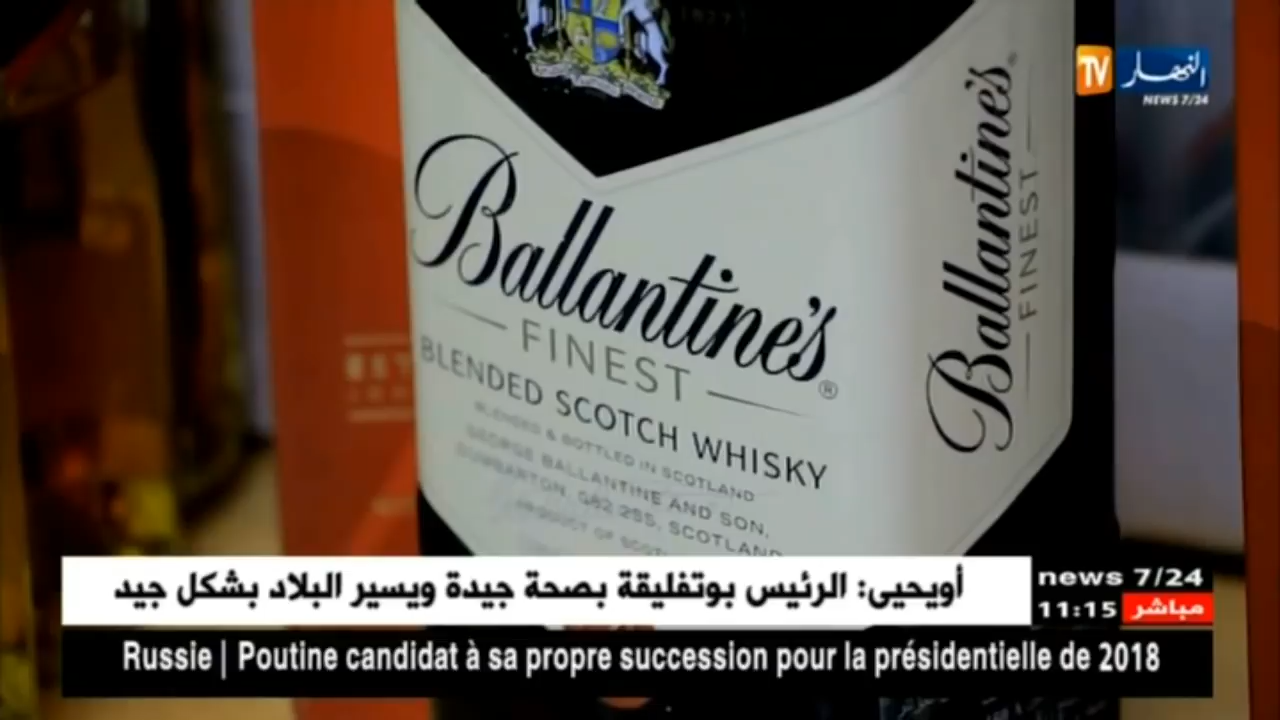 TV النهار
NEWS 7/24
Ballantine's®
FINEST
BLENDED SCOTCH WHISKY
BLENDED & BOTTLED IN SCOTLAND
GEORGE BALLANTINE AND SON,
DUMBARTON, G82 2SS, SCOTLAND
PRODUCT OF
Ballantine's®
FINEST
أويحيى: الرئيس بوتفليقة بصحة جيدة ويسير البلاد بشكل جيد
news 7/24
11:15 مباشر
Russie | Poutine candidat à sa propre succession pour la présidentielle de 2018